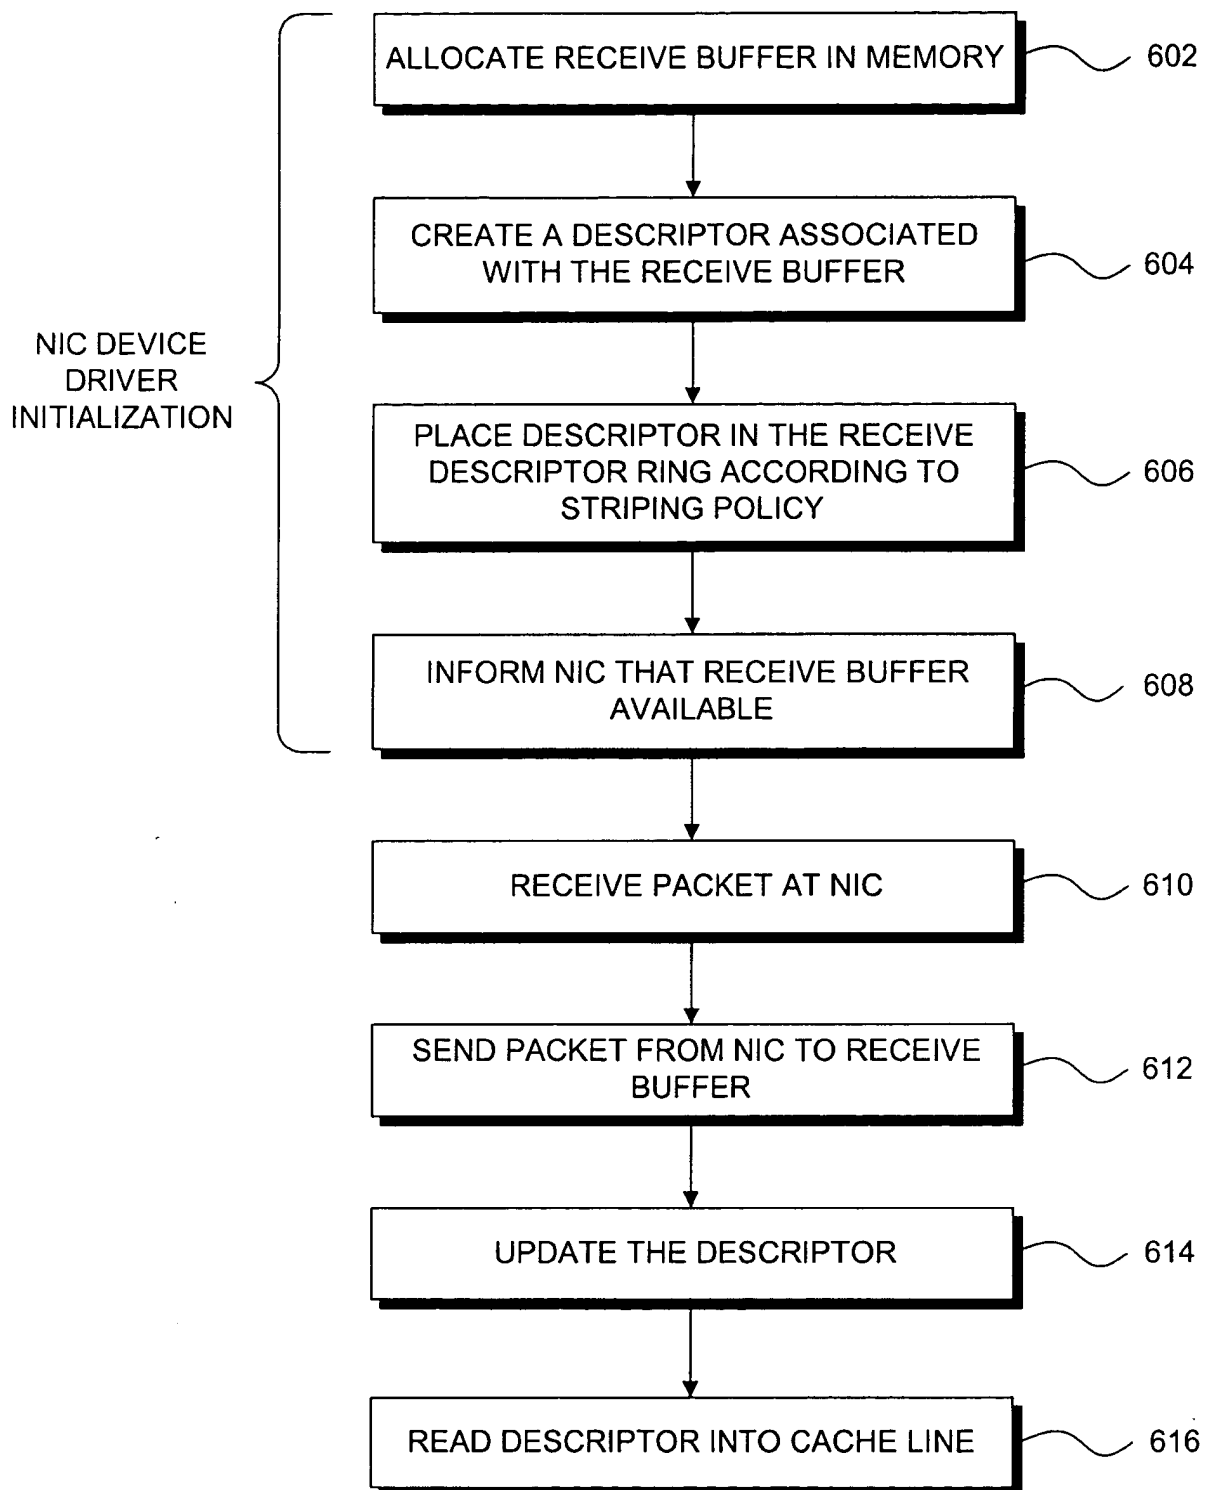 ALLOCATE RECEIVE BUFFER IN MEMORY
602
CREATE A DESCRIPTOR ASSOCIATED
WITH THE RECEIVE BUFFER
604
NIC DEVICE
DRIVER
INITIALIZATION
PLACE DESCRIPTOR IN THE RECEIVE
DESCRIPTOR RING ACCORDING TO
STRIPING POLICY
606
INFORM NIC THAT RECEIVE BUFFER
AVAILABLE
608
RECEIVE PACKET AT NIC
610
SEND PACKET FROM NIC TO RECEIVE
BUFFER
612
UPDATE THE DESCRIPTOR
614
READ DESCRIPTOR INTO CACHE LINE
616